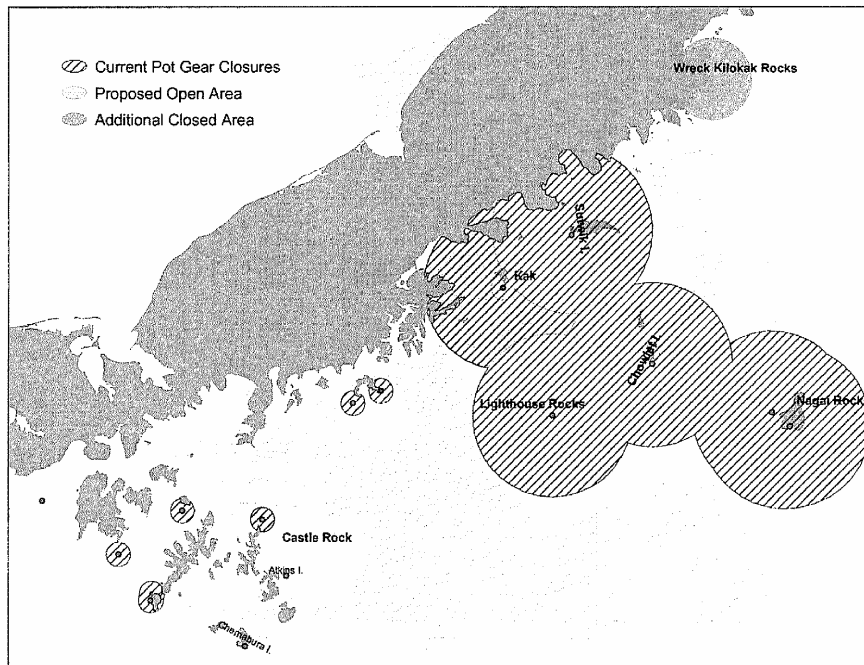 Current Pot Gear Closures
Proposed Open Area
Additional Closed Area
Wreck Kilokak Rocks
Sutwik I.
Kak
Chowiet I.
Lighthouse Rocks
Nagai Rock
Castle Rock
Atkins I.
Chernabura I.